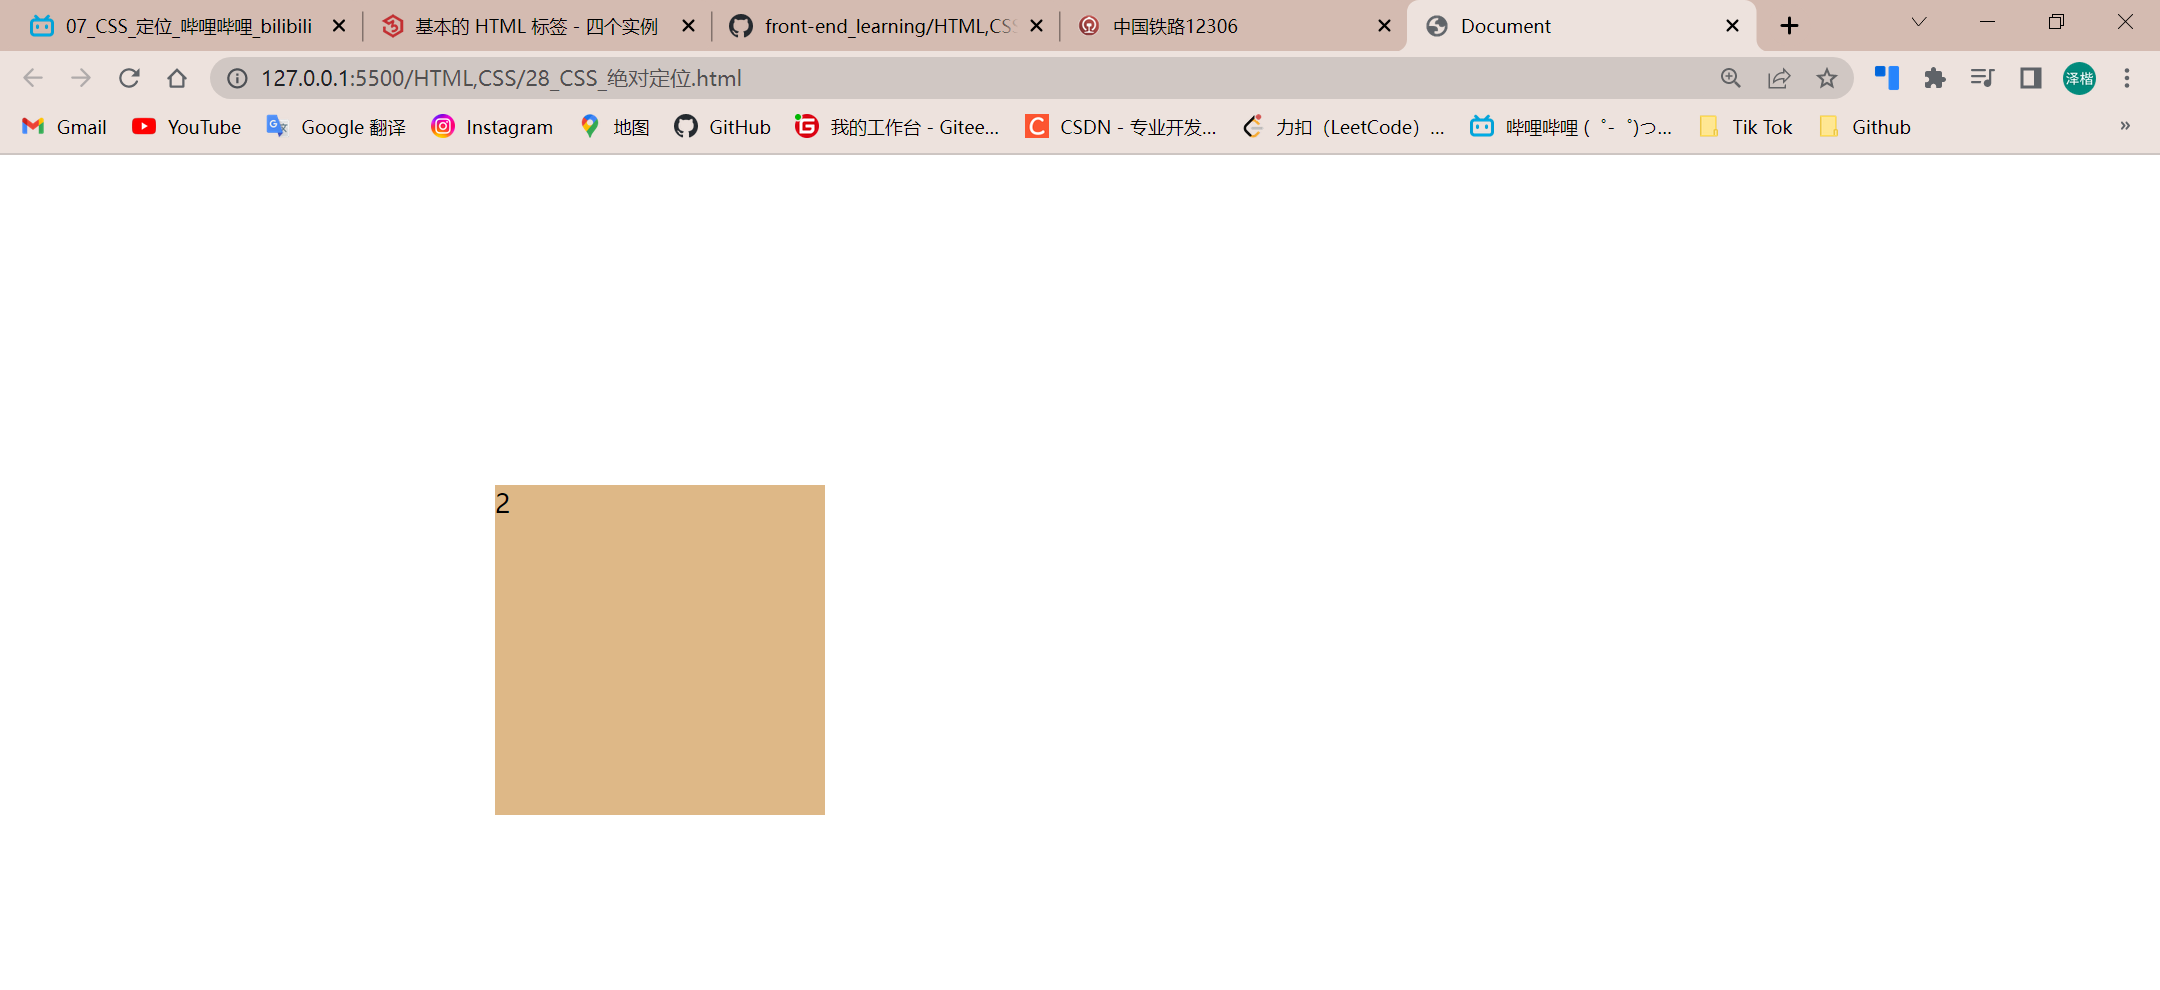 07_CSS_定位_哔哩哔哩_bilibili
基本的 HTML 标签 - 四个实例
front-end_learning/HTML,CSS
中国铁路12306
Document
127.0.0.1:5500/HTML,CSS/28_CSS_绝对定位.html
泽楷
Gmail
YouTube
Google 翻译
Instagram
地图
GitHub
我的工作台 - Gitee...
CSDN - 专业开发...
力扣（LeetCode）...
哔哩哔哩 (゜-゜)つ...
Tik Tok
Github
»
2